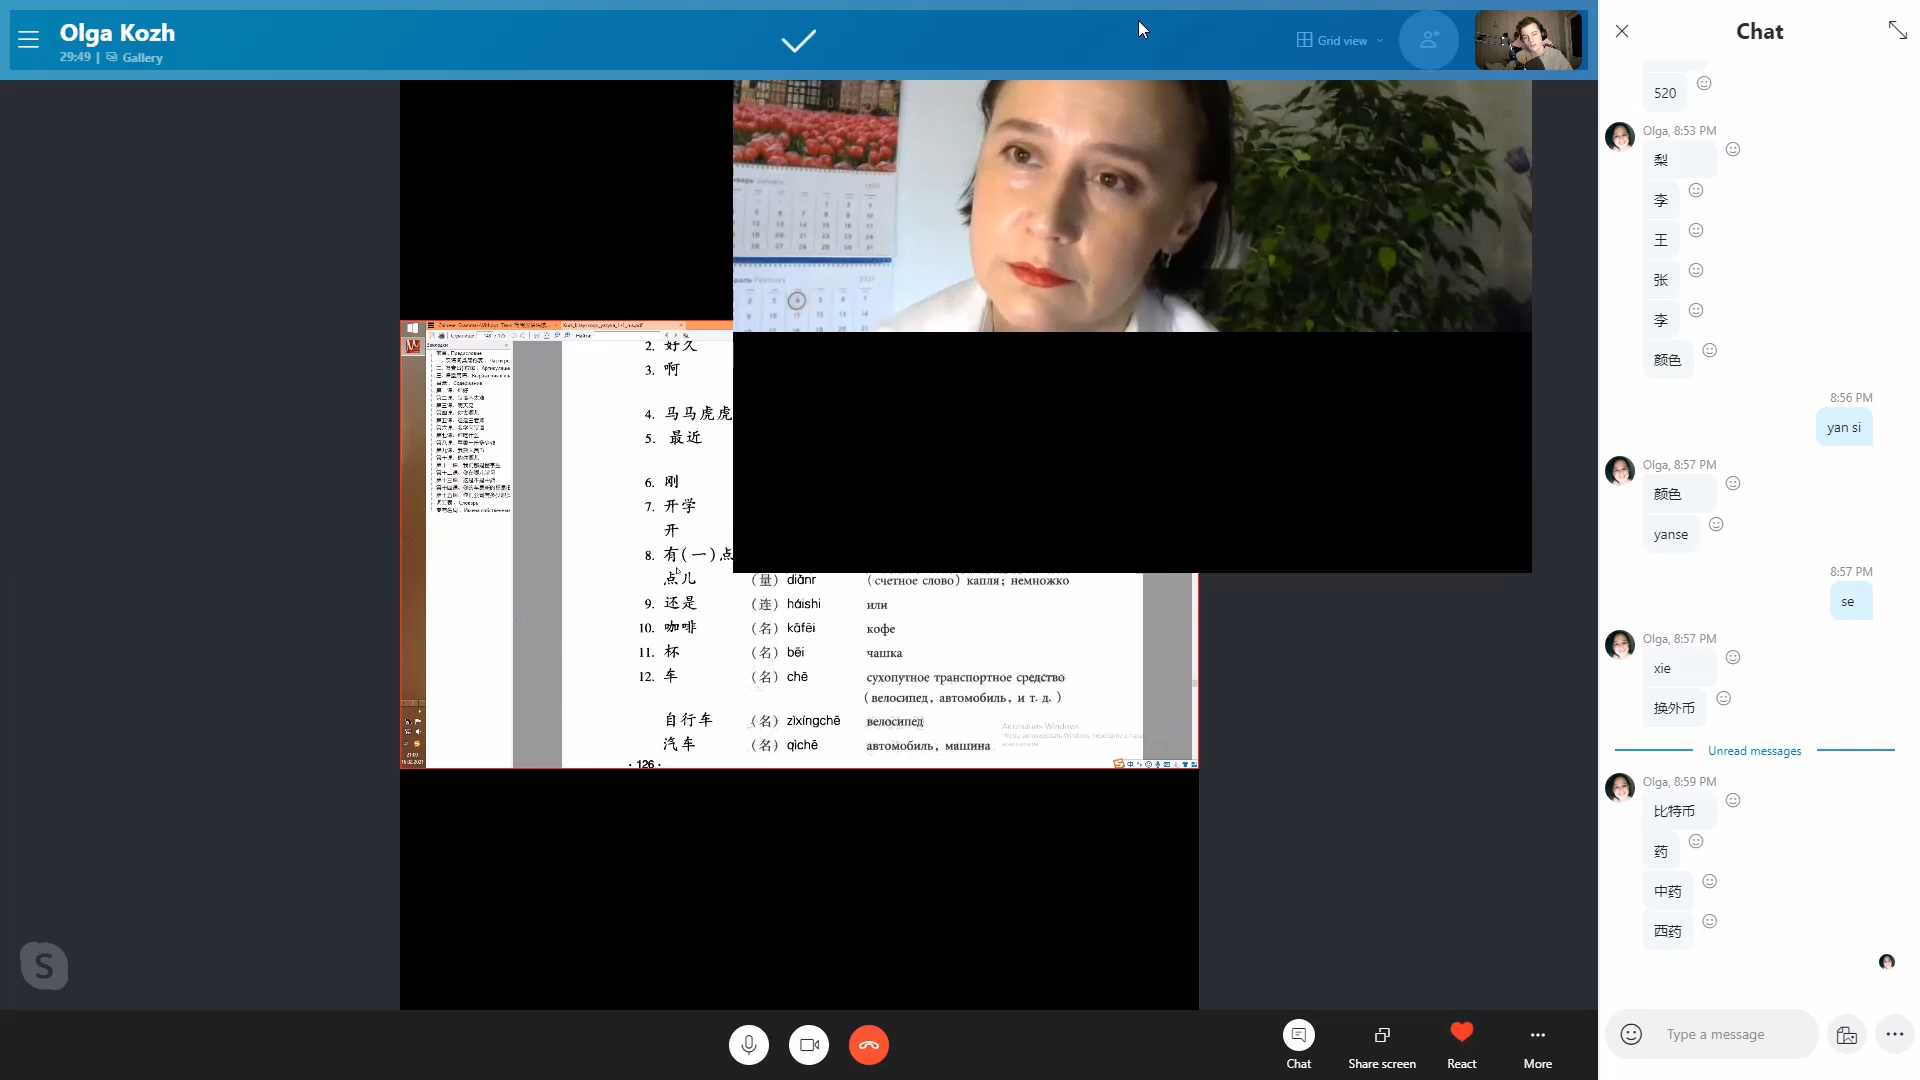 Olga Kozh
29:49 | Gallery
Grid view
2. 好久
3. 啊
4. 马马虎虎
5. 最近
6. 刚
7. 开学
开
8. 有(一)点
点儿 （量） diǎnr （счетное слово）капля; немножко
9. 还是 （连） háishi или
10. 咖啡 （名） kāfēi кофе
11. 杯 （名） bēi чашка
12. 车 （名） chē сухопутное транспортное средство
（велосипед, автомобиль, и т. д.）
自行车 （名） zìxíngchē велосипед
汽车 （名） qìchē автомобиль, машина
· 126 ·
Активация Windows
Chat
520
Olga, 8:53 PM
梨
李
王
张
李
颜色
8:56 PM
yan si
Olga, 8:57 PM
颜色
yanse
8:57 PM
se
Olga, 8:57 PM
xie
换外币
Unread messages
Olga, 8:59 PM
比特币
药
中药
西药
Type a message
Chat
Share screen
React
More